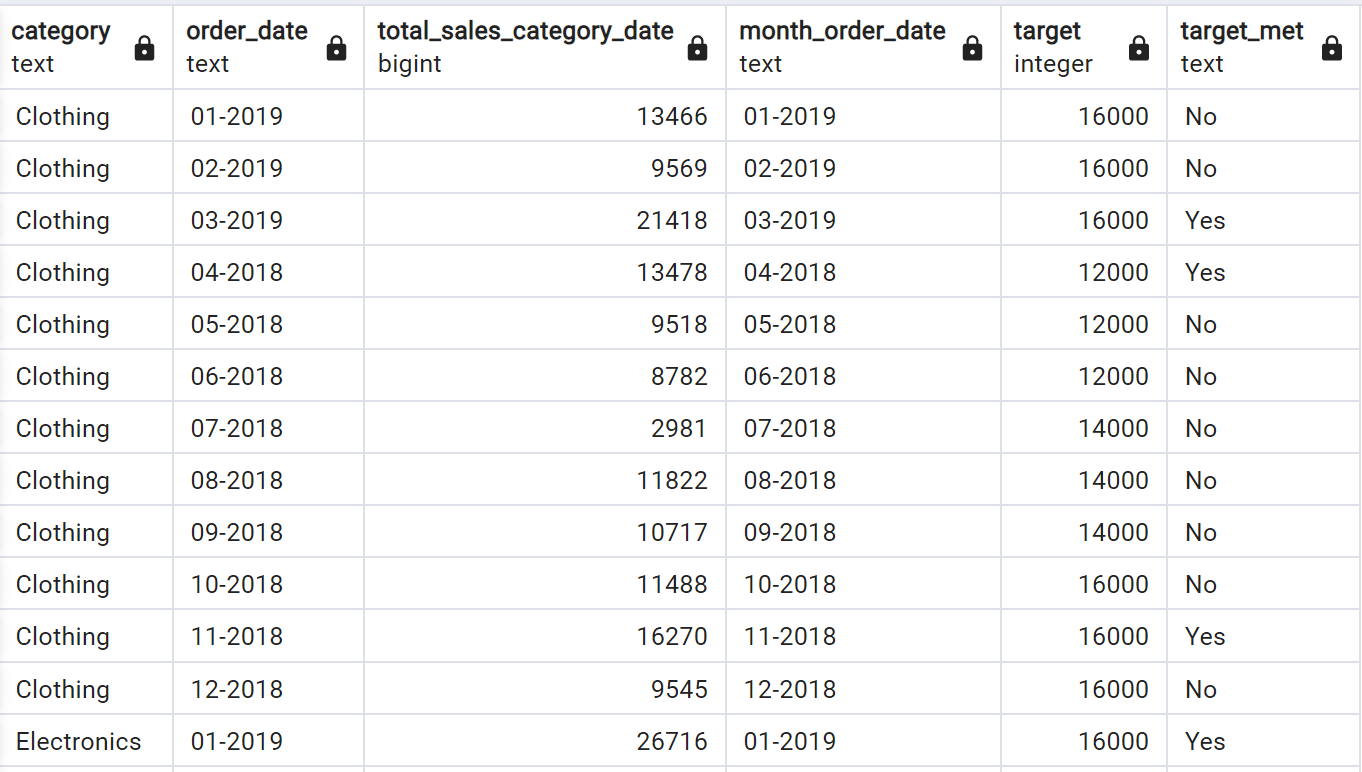 category order_date total_sales_category_date month_order_date target target_met
text text bigint text integer text
Clothing 01-2019 13466 01-2019 16000 No
Clothing 02-2019 9569 02-2019 16000 No
Clothing 03-2019 21418 03-2019 16000 Yes
Clothing 04-2018 13478 04-2018 12000 Yes
Clothing 05-2018 9518 05-2018 12000 No
Clothing 06-2018 8782 06-2018 12000 No
Clothing 07-2018 2981 07-2018 14000 No
Clothing 08-2018 11822 08-2018 14000 No
Clothing 09-2018 10717 09-2018 14000 No
Clothing 10-2018 11488 10-2018 16000 No
Clothing 11-2018 16270 11-2018 16000 Yes
Clothing 12-2018 9545 12-2018 16000 No
Electronics 01-2019 26716 01-2019 16000 Yes